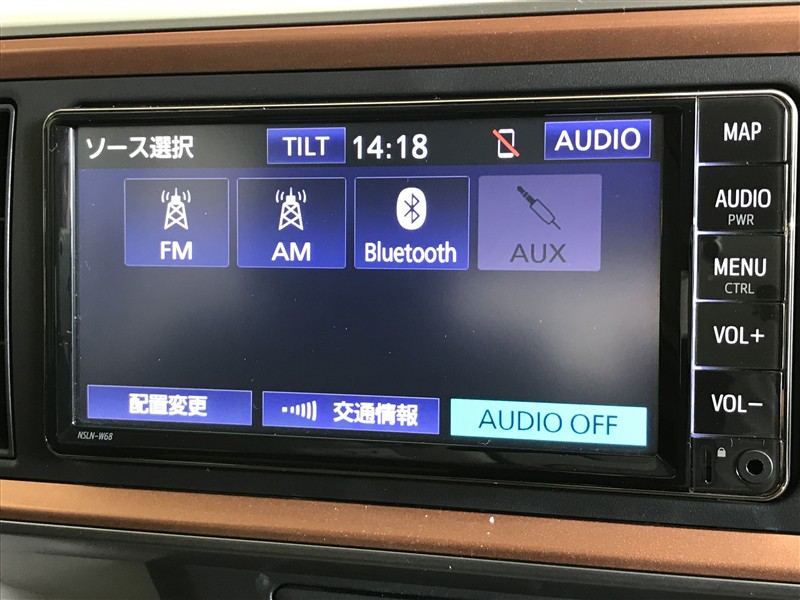 ソース選択 TILT 14:18 AUDIO
FM AM Bluetooth AUX
配置変更 交通情報 AUDIO OFF
NSLN-W68
MAP
AUDIO
PWR
MENU
CTRL
VOL+
VOL-